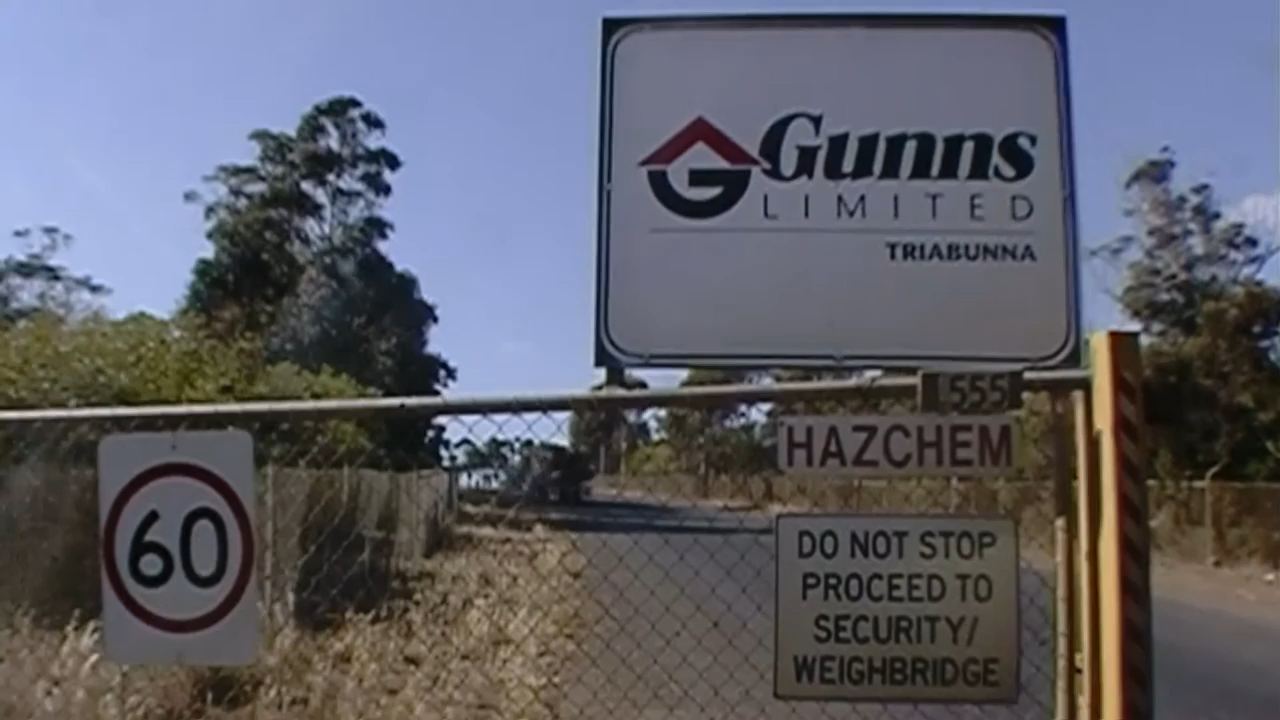 Gunns
LIMITED
TRIABUNNA
555
HAZCHEM
60
DO NOT STOP
PROCEED TO
SECURITY/
WEIGHBRIDGE